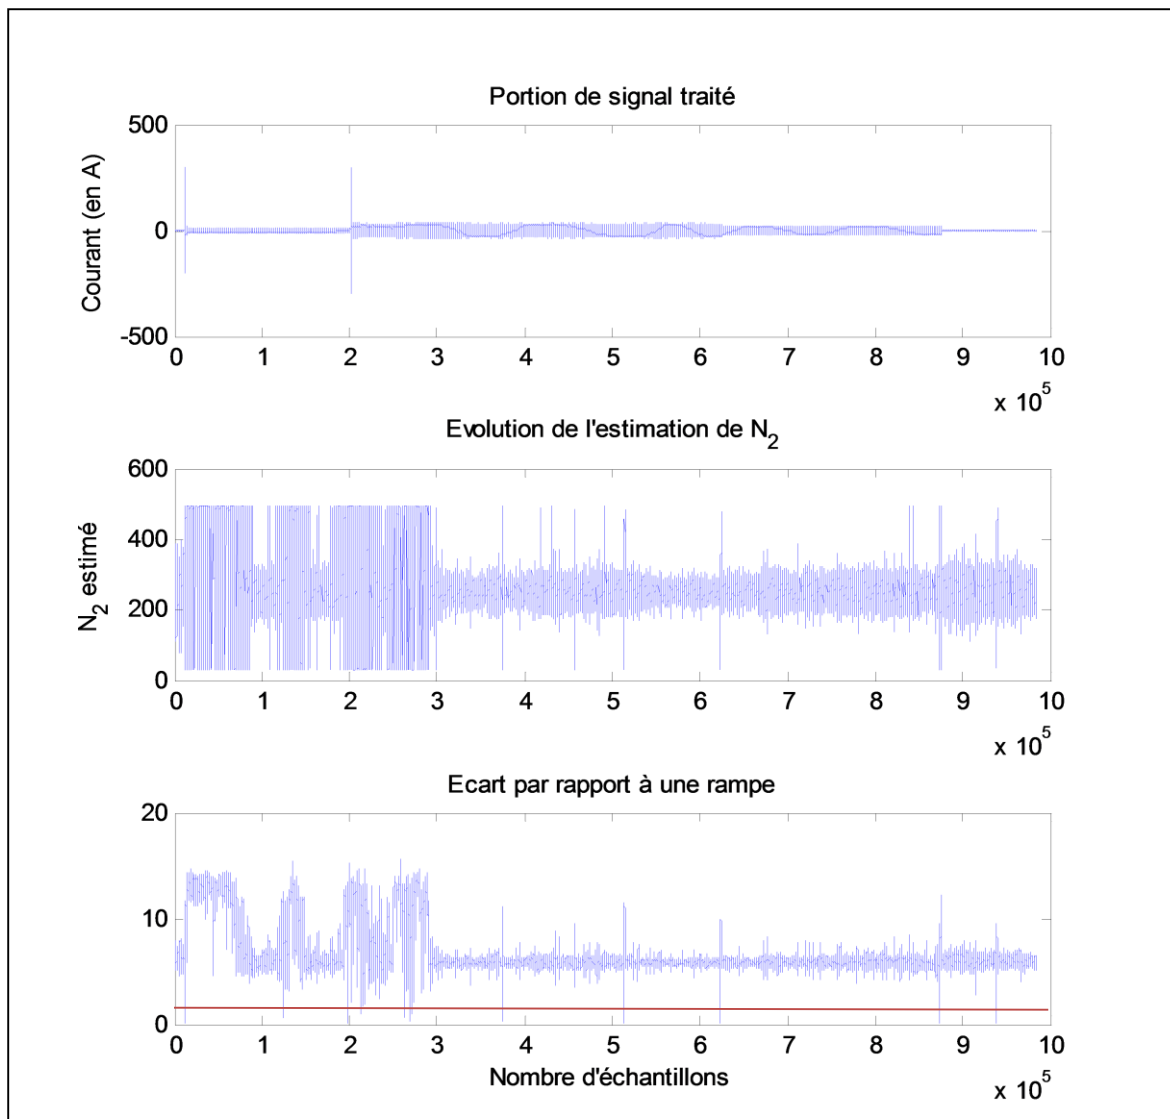 Portion de signal traité
500
0
-500
Courant (en A)
0 1 2 3 4 5 6 7 8 9 10
x 10^5
Evolution de l'estimation de N_2
600
400
200
0
N_2 estimé
0 1 2 3 4 5 6 7 8 9 10
x 10^5
Ecart par rapport à une rampe
20
10
0
0 1 2 3 4 5 6 7 8 9 10
Nombre d'échantillons
x 10^5